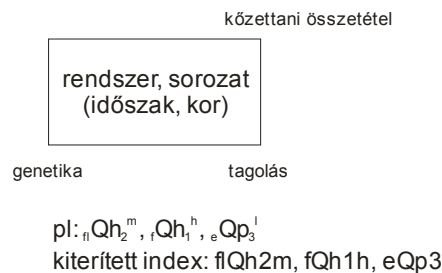 kőzettani összetétel
rendszer, sorozat
(időszak, kor)
genetika tagolás
pl: flQh2m, fQh1h, eQp3l
kiterített index: flQh2m, fQh1h, eQp3